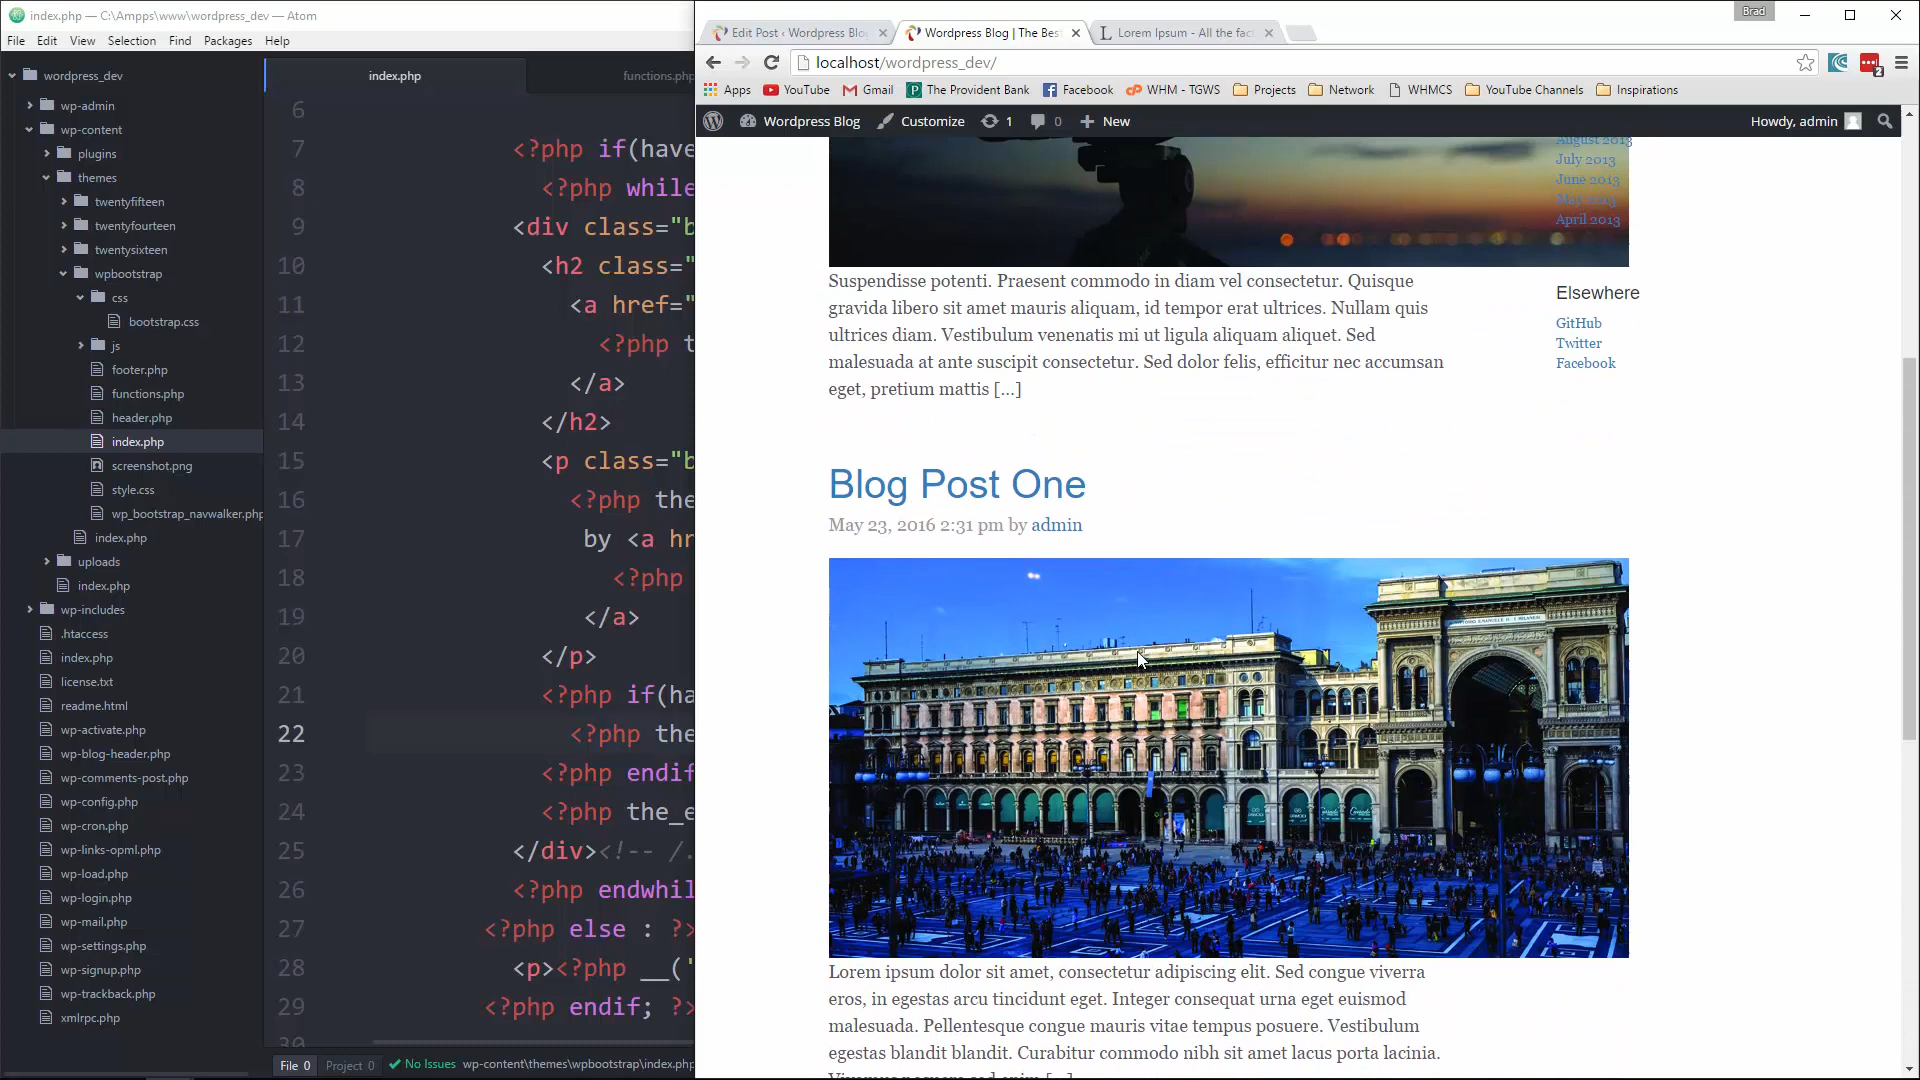 index.php — C:\Ampps\www\wordpress_dev — Atom
File Edit View Selection Find Packages Help
wordpress_dev
wp-admin
wp-content
plugins
themes
twentyfifteen
twentyfourteen
twentysixteen
wpbootstrap
css
bootstrap.css
js
footer.php
functions.php
header.php
index.php
screenshot.png
style.css
wp_bootstrap_navwalker.php
index.php
uploads
index.php
wp-includes
.htaccess
index.php
license.txt
readme.html
wp-activate.php
wp-blog-header.php
wp-comments-post.php
wp-config.php
wp-cron.php
wp-links-opml.php
wp-load.php
wp-login.php
wp-mail.php
wp-settings.php
wp-signup.php
wp-trackback.php
xmlrpc.php
index.php functions.php
6
7 <?php if(have
8 <?php while
9 <div class="b
10 <h2 class="
11 <a href="
12 <?php t
13 </a>
14 </h2>
15 <p class="b
16 <?php the
17 by <a hr
18 <?php
19 </a>
20 </p>
21 <?php if(ha
22 <?php the
23 <?php endif
24 <?php the_e
25 </div><!-- /.
26 <?php endwhil
27 <?php else : ?>
28 <p><?php __('
29 <?php endif; ?>
30
File 0 Project 0 No Issues wp-content\themes\wpbootstrap\index.php
Brad
Edit Post ‹ Wordpress Blo
Wordpress Blog | The Bes
Lorem Ipsum - All the fac
localhost/wordpress_dev/
2
Apps YouTube Gmail The Provident Bank Facebook WHM - TGWS Projects Network WHMCS YouTube Channels Inspirations
Wordpress Blog Customize 1 0 New Howdy, admin
August 2013
July 2013
June 2013
May 2013
April 2013
Elsewhere
GitHub
Twitter
Facebook
Suspendisse potenti. Praesent commodo in diam vel consectetur. Quisque
gravida libero sit amet mauris aliquam, id tempor erat ultrices. Nullam quis
ultrices diam. Vestibulum venenatis mi ut ligula aliquam aliquet. Sed
malesuada at ante suscipit consectetur. Sed dolor felis, efficitur nec accumsan
eget, pretium mattis […]
Blog Post One
May 23, 2016 2:31 pm by admin
Lorem ipsum dolor sit amet, consectetur adipiscing elit. Sed congue viverra
eros, in egestas arcu tincidunt eget. Integer consequat urna eget euismod
malesuada. Pellentesque congue mauris vitae tempus posuere. Vestibulum
egestas blandit blandit. Curabitur commodo nibh sit amet lacus porta lacinia.